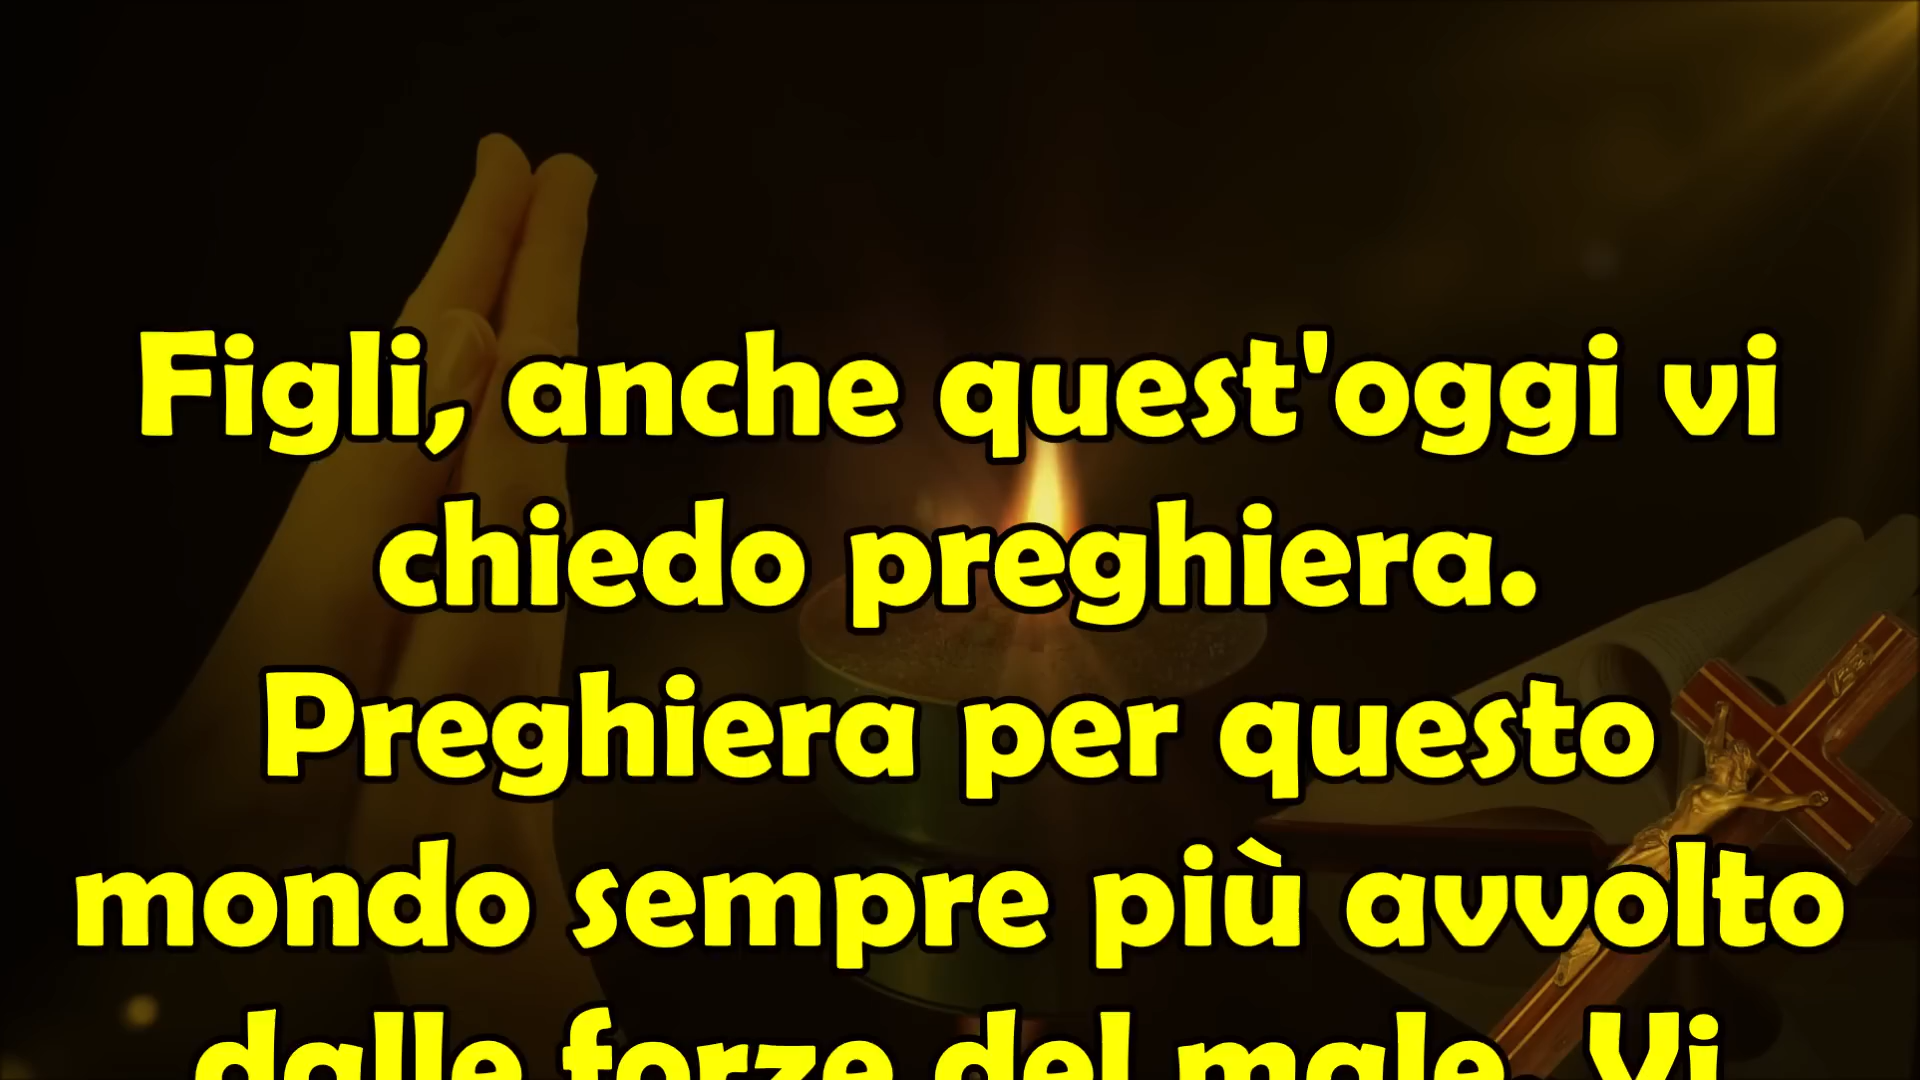 Figli, anche quest'oggi vi
chiedo preghiera.
Preghiera per questo
mondo sempre più avvolto
dalle forze del male. Vi